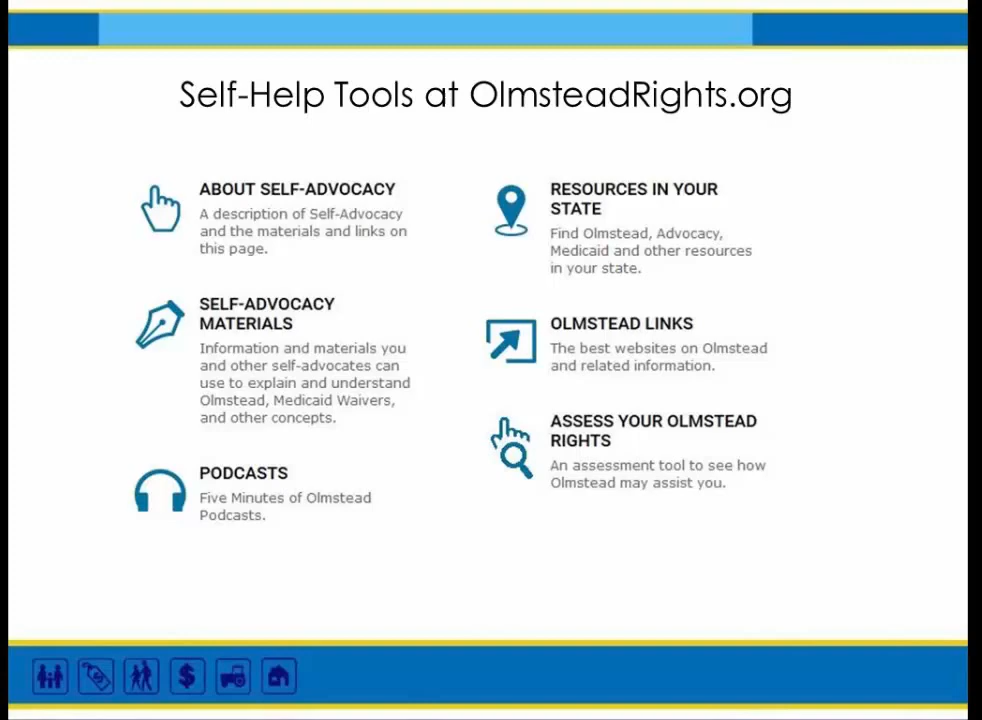 Self-Help Tools at OlmsteadRights.org
ABOUT SELF-ADVOCACY
A description of Self-Advocacy
and the materials and links on
this page.
SELF-ADVOCACY
MATERIALS
Information and materials you
and other self-advocates can
use to explain and understand
Olmstead, Medicaid Waivers,
and other concepts.
PODCASTS
Five Minutes of Olmstead
Podcasts.
RESOURCES IN YOUR
STATE
Find Olmstead, Advocacy,
Medicaid and other resources
in your state.
OLMSTEAD LINKS
The best websites on Olmstead
and related information.
ASSESS YOUR OLMSTEAD
RIGHTS
An assessment tool to see how
Olmstead may assist you.
$